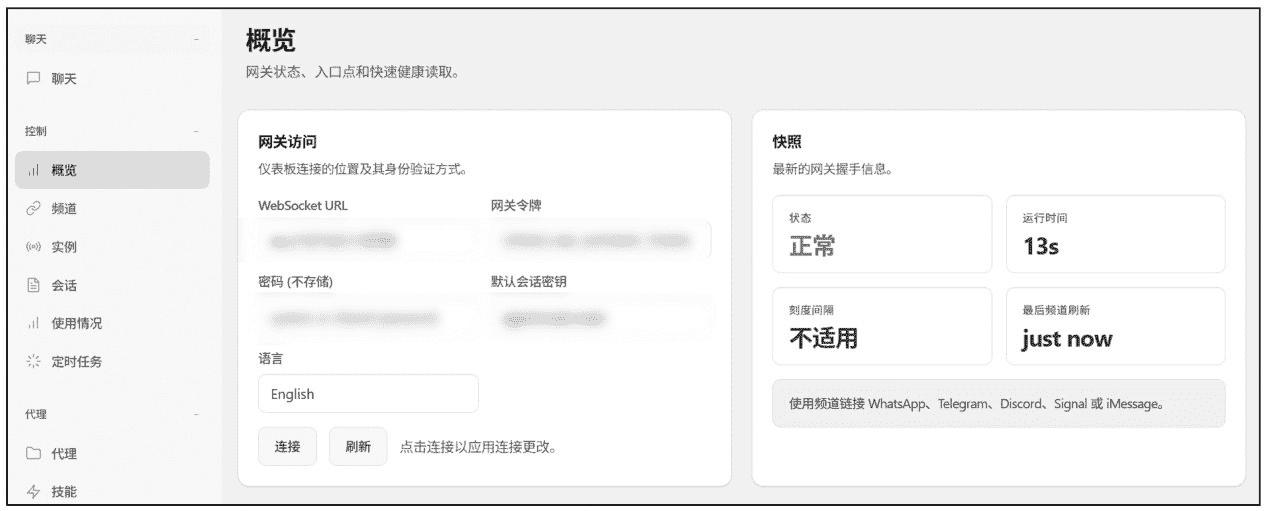 聊天
聊天
控制
概览
频道
实例
会话
使用情况
定时任务
代理
代理
技能
概览
网关状态、入口点和快速健康读取。
网关访问
仪表板连接的位置及其身份验证方式。
WebSocket URL
网关令牌
密码 (不存储)
默认会话密钥
语言
English
连接
刷新
点击连接以应用连接更改。
快照
最新的网关握手信息。
状态
正常
运行时间
13s
刻度间隔
不适用
最后频道刷新
just now
使用频道链接 WhatsApp、Telegram、Discord、Signal 或 iMessage。